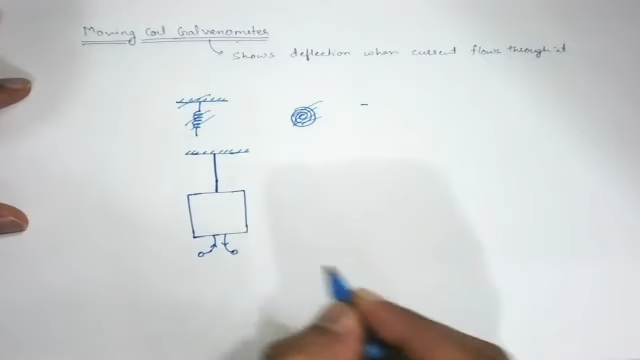 Moving Coil Galvanometer
Shows deflection when current flows through it